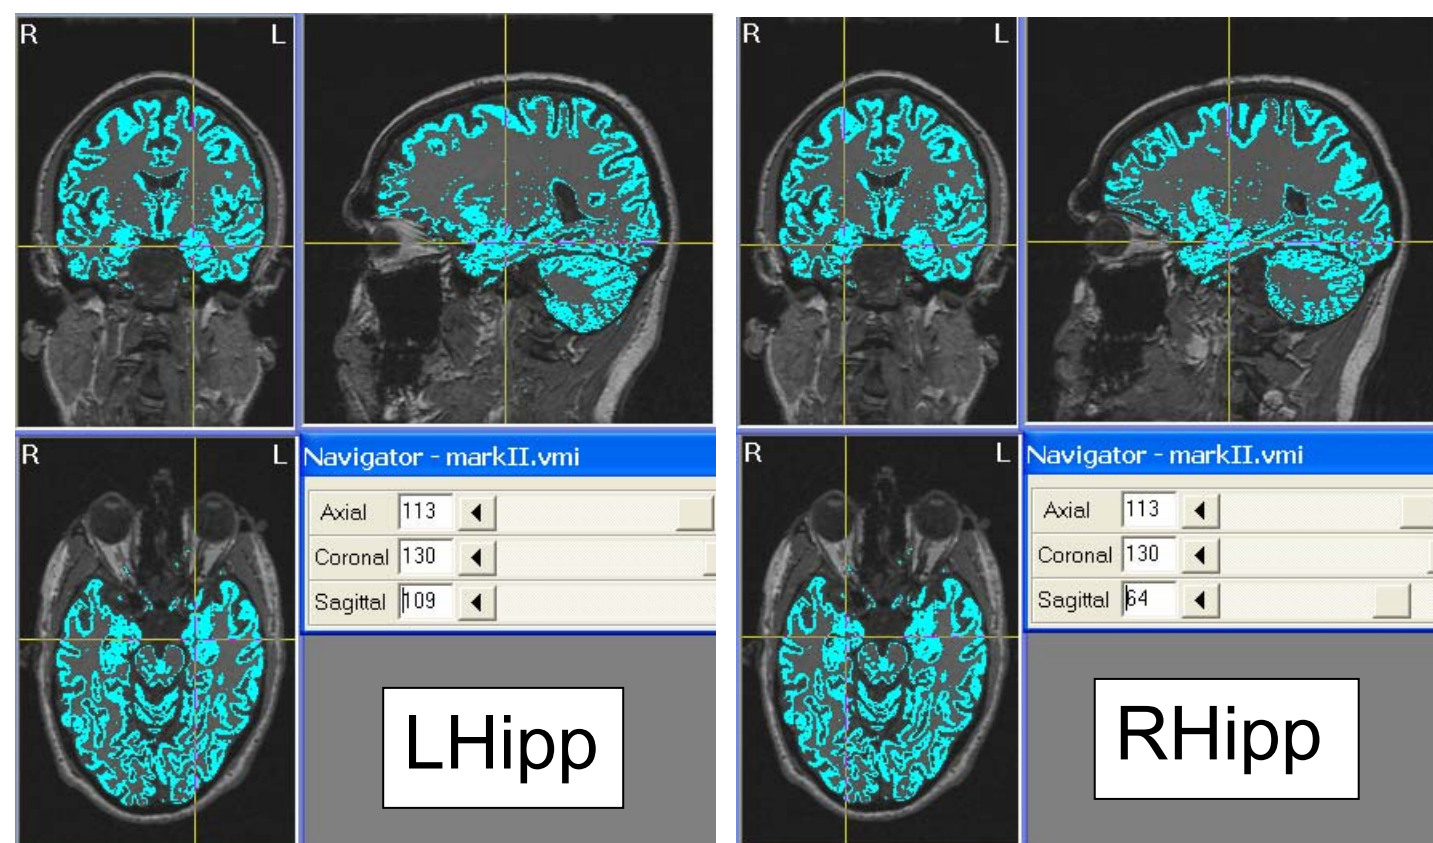 R L
R L
Navigator - markII.vmi
Axial 113
Coronal 130
Sagittal 109
LHipp
R L
R L
Navigator - markII.vmi
Axial 113
Coronal 130
Sagittal 64
RHipp